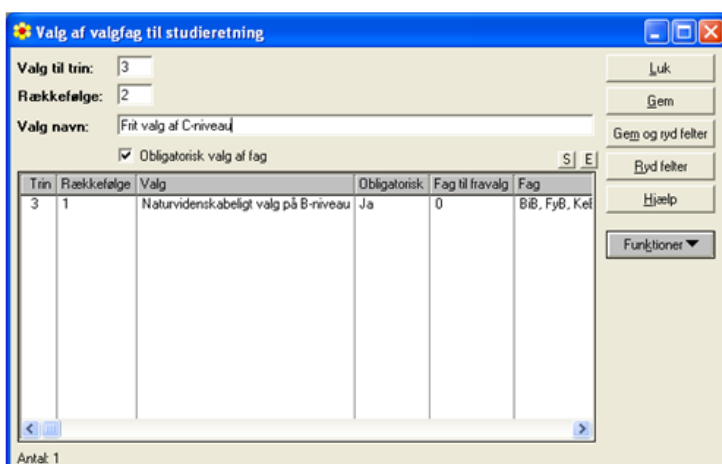 Valg af valgfag til studieretning
Valg til trin: 3
Rækkefølge: 2
Valg navn: Frit valg af C-niveau
Obligatorisk valg af fag
S E
Trin Rækkefølge Valg Obligatorisk Fag til fravalg Fag
3 1 Naturvidenskabeligt valg på B-niveau Ja 0 BiB, FyB, KeB
Antal: 1
Luk
Gem
Gem og ryd felter
Ryd felter
Hjælp
Funktioner